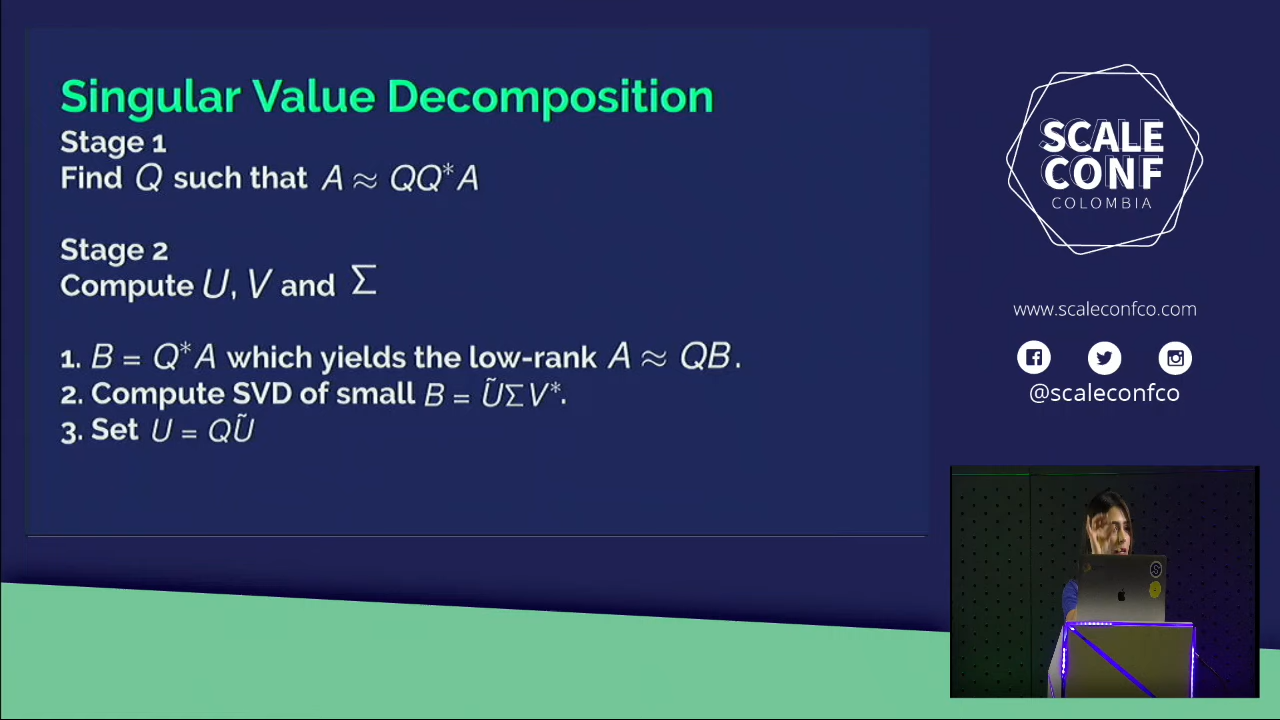 Singular Value Decomposition
Stage 1
Find Q such that A ≈ QQ*A
Stage 2
Compute U, V and Σ
1. B = Q*A which yields the low-rank A ≈ QB.
2. Compute SVD of small B = ŨΣV*.
3. Set U = QŨ
SCALE
CONF
COLOMBIA
www.scaleconfco.com
@scaleconfco